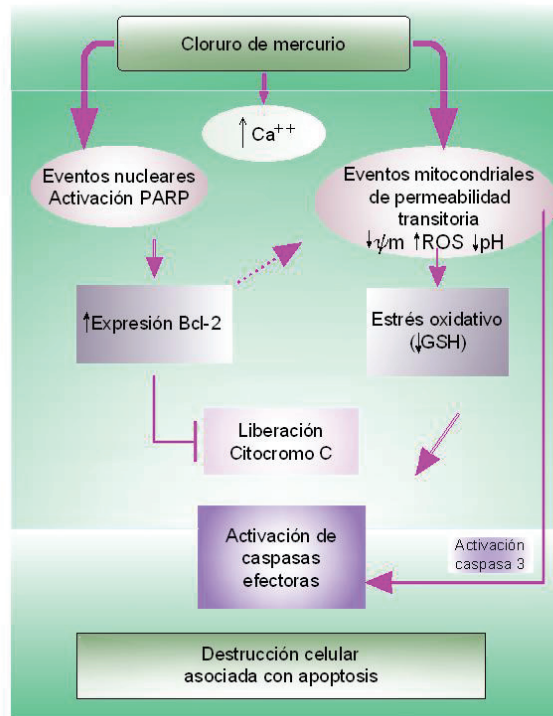 Cloruro de mercurio
↑ Ca++
Eventos nucleares
Activación PARP
Eventos mitocondriales
de permeabilidad
transitoria
↓ψm ↑ROS ↓pH
↑Expresión Bcl-2
Estrés oxidativo
(↓GSH)
Liberación
Citocromo C
Activación de
caspasas
efectoras
Activación
caspasa 3
Destrucción celular
asociada con apoptosis